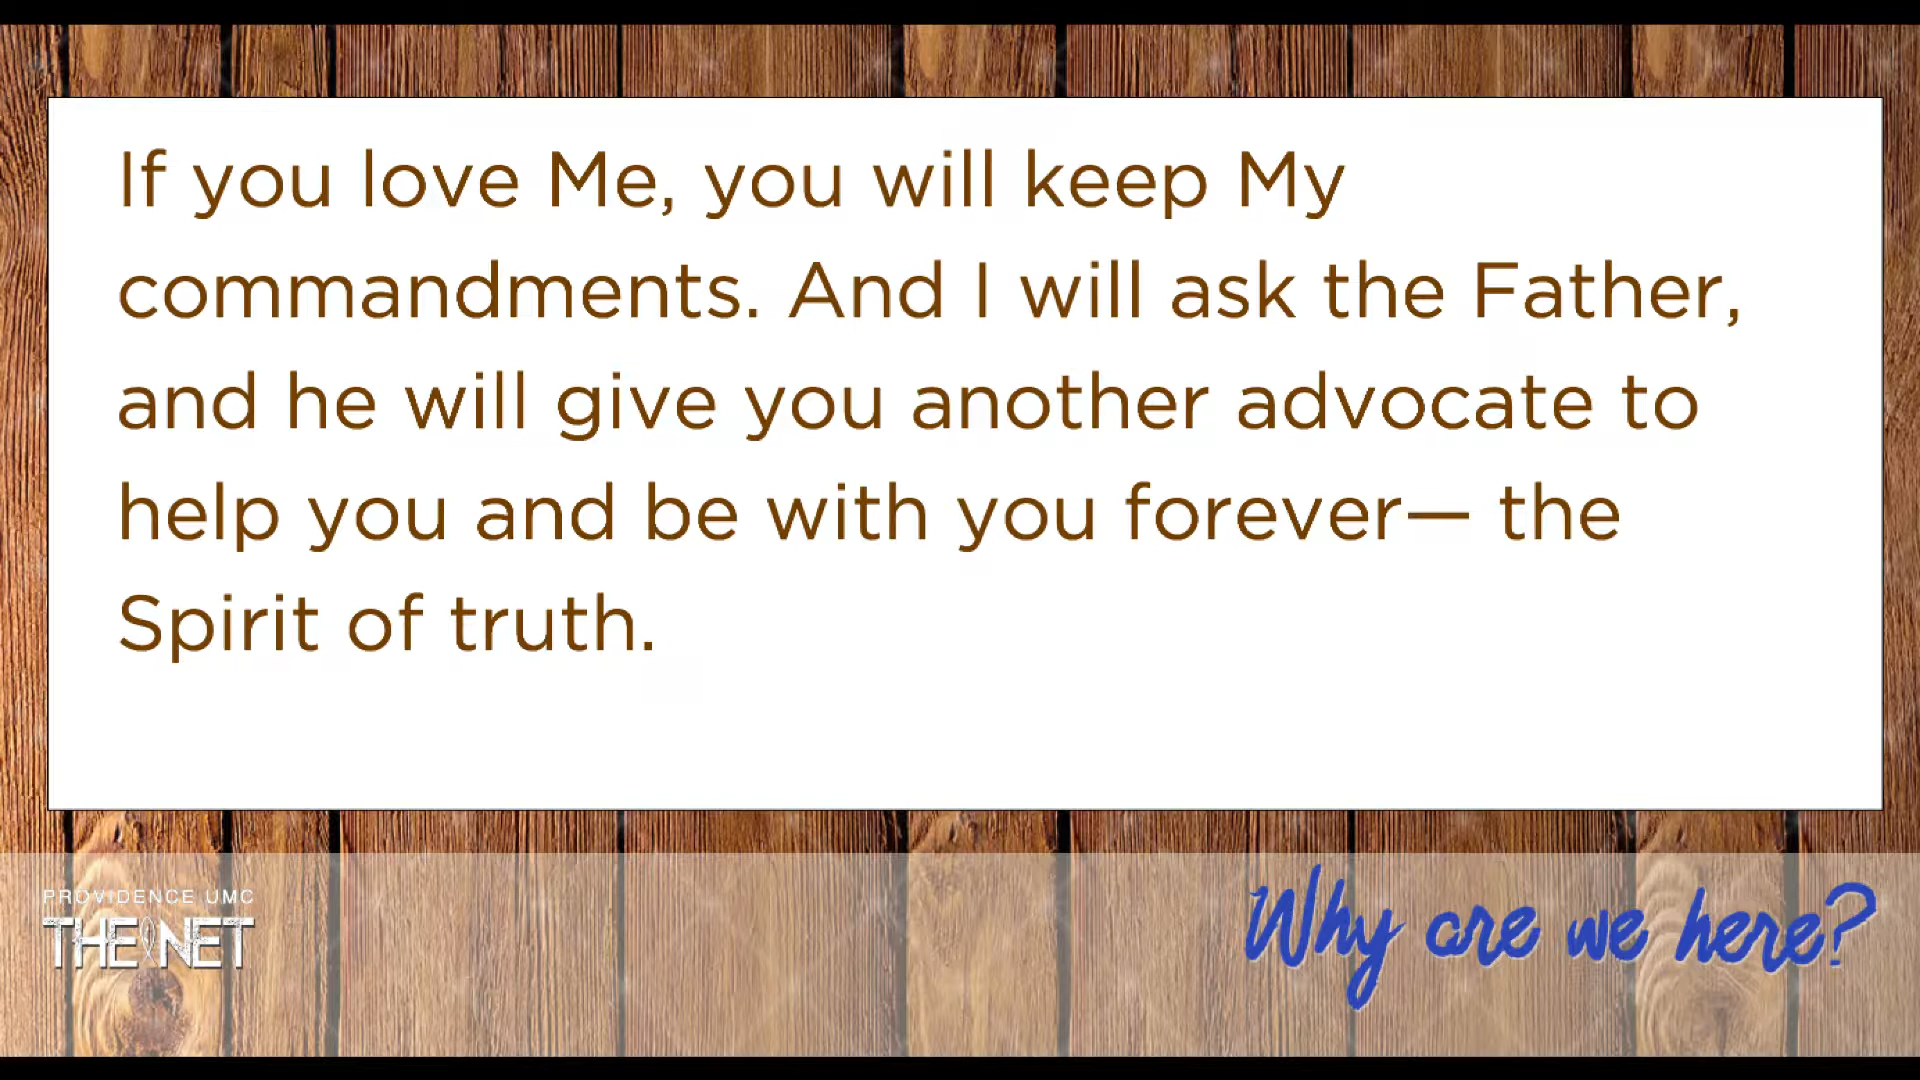 If you love Me, you will keep My
commandments. And I will ask the Father,
and he will give you another advocate to
help you and be with you forever— the
Spirit of truth.
PROVIDENCE UMC
THE NET
Why are we here?